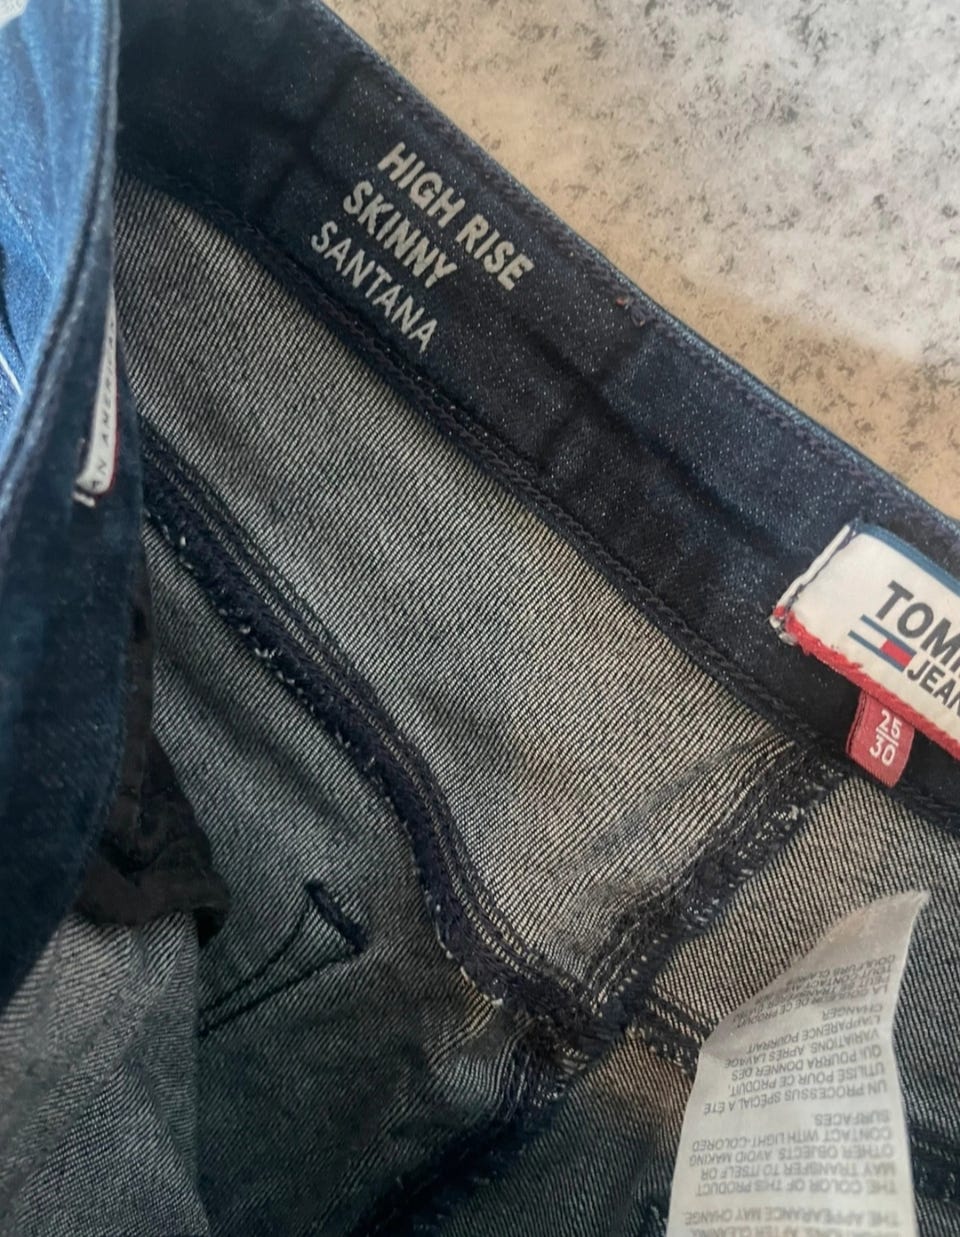 HIGH RISE
SKINNY
SANTANA
AN AMERICA
TOM
JEAN
25
30
THE APPEARANCE MAY CHANGE
THE COLOR OF THIS PRODUCT
MAY TRANSFER TO ITSELF OR
OTHER OBJECTS. AVOID MAKING
CONTACT WITH LIGHT-COLORED
SURFACES.
UN PROCESSUS SPÉCIAL A ÉTÉ
UTILISÉ POUR CE PRODUIT,
QUI POURRA DONNER DES
VARIATIONS. APRÈS LAVAGE
L'APPARENCE POURRAIT
CHANGER